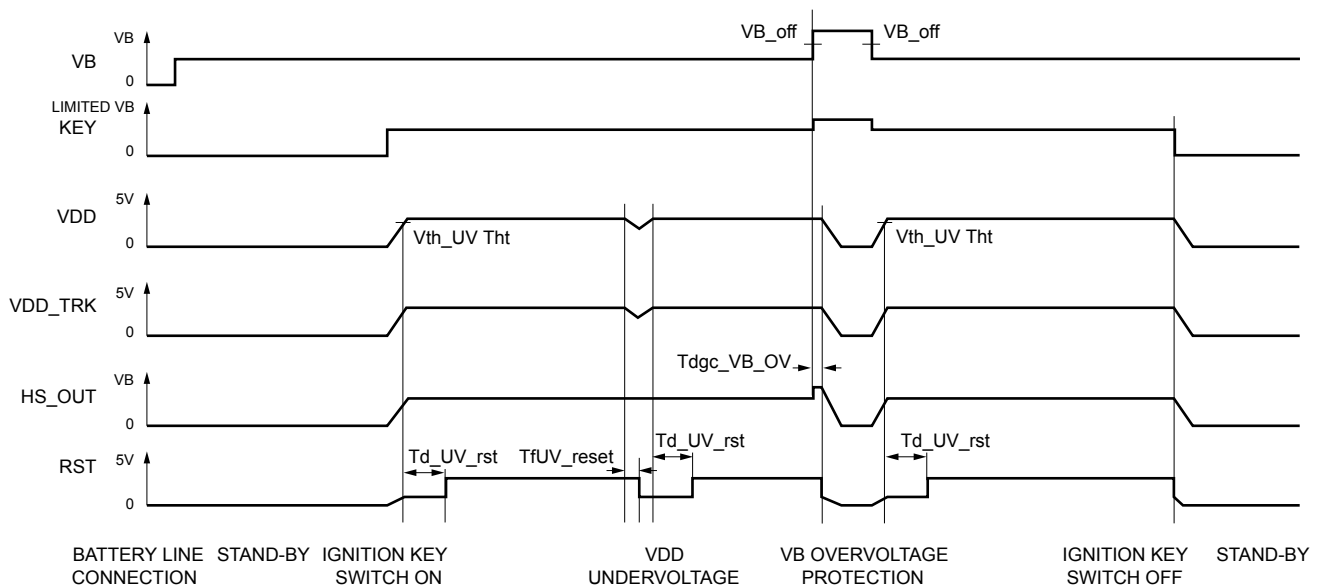 VB_off
VB_off
VB
VB
0
LIMITED VB
KEY
0
5V
VDD
Vth_UV Tht
Vth_UV Tht
0
5V
VDD_TRK
0
Tdgc_VB_OV
VB
HS_OUT
0
Td_UV_rst
TfUV_reset
Td_UV_rst
Td_UV_rst
5V
RST
0
BATTERY LINE
CONNECTION
STAND-BY
IGNITION KEY
SWITCH ON
VDD
UNDERVOLTAGE
VB OVERVOLTAGE
PROTECTION
IGNITION KEY
SWITCH OFF
STAND-BY